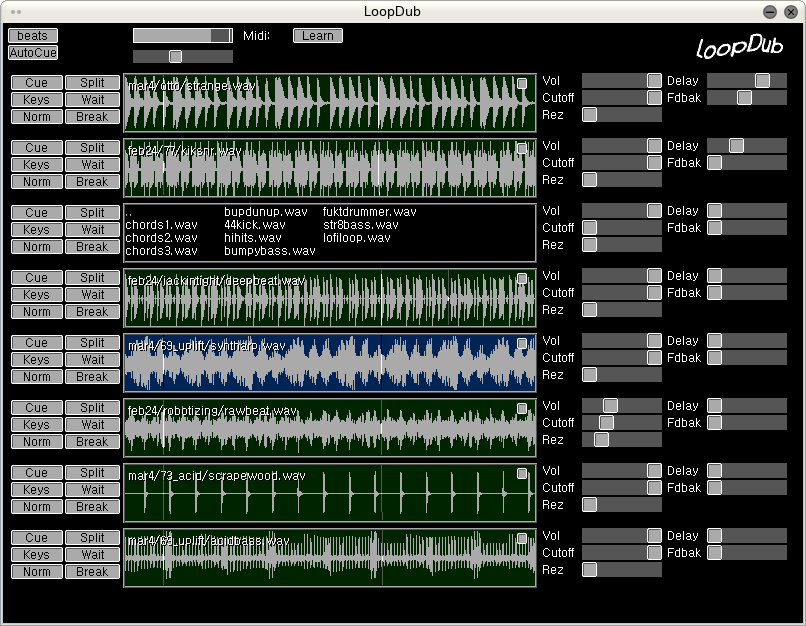 LoopDub
beats
Midi:
Learn
AutoCue
loopDub
Cue Split mar4/otto/strange.wav Vol Delay
Keys Wait Cutoff Fdbak
Norm Break Rez
Cue Split feb24/77/kiksnr.wav Vol Delay
Keys Wait Cutoff Fdbak
Norm Break Rez
Cue Split .. bupdunup.wav fuktdrummer.wav Vol Delay
Keys Wait chords1.wav 44kick.wav str8bass.wav Cutoff Fdbak
Norm Break chords2.wav hihits.wav lofiloop.wav Rez
chords3.wav bumpybass.wav
Cue Split feb24/jackintight/deepbeat.wav Vol Delay
Keys Wait Cutoff Fdbak
Norm Break Rez
Cue Split mar4/69_uplift/syntharp.wav Vol Delay
Keys Wait Cutoff Fdbak
Norm Break Rez
Cue Split feb24/robotizing/rawbeat.wav Vol Delay
Keys Wait Cutoff Fdbak
Norm Break Rez
Cue Split mar4/73_acid/scrapewood.wav Vol Delay
Keys Wait Cutoff Fdbak
Norm Break Rez
Cue Split mar4/69_uplift/acidbass.wav Vol Delay
Keys Wait Cutoff Fdbak
Norm Break Rez